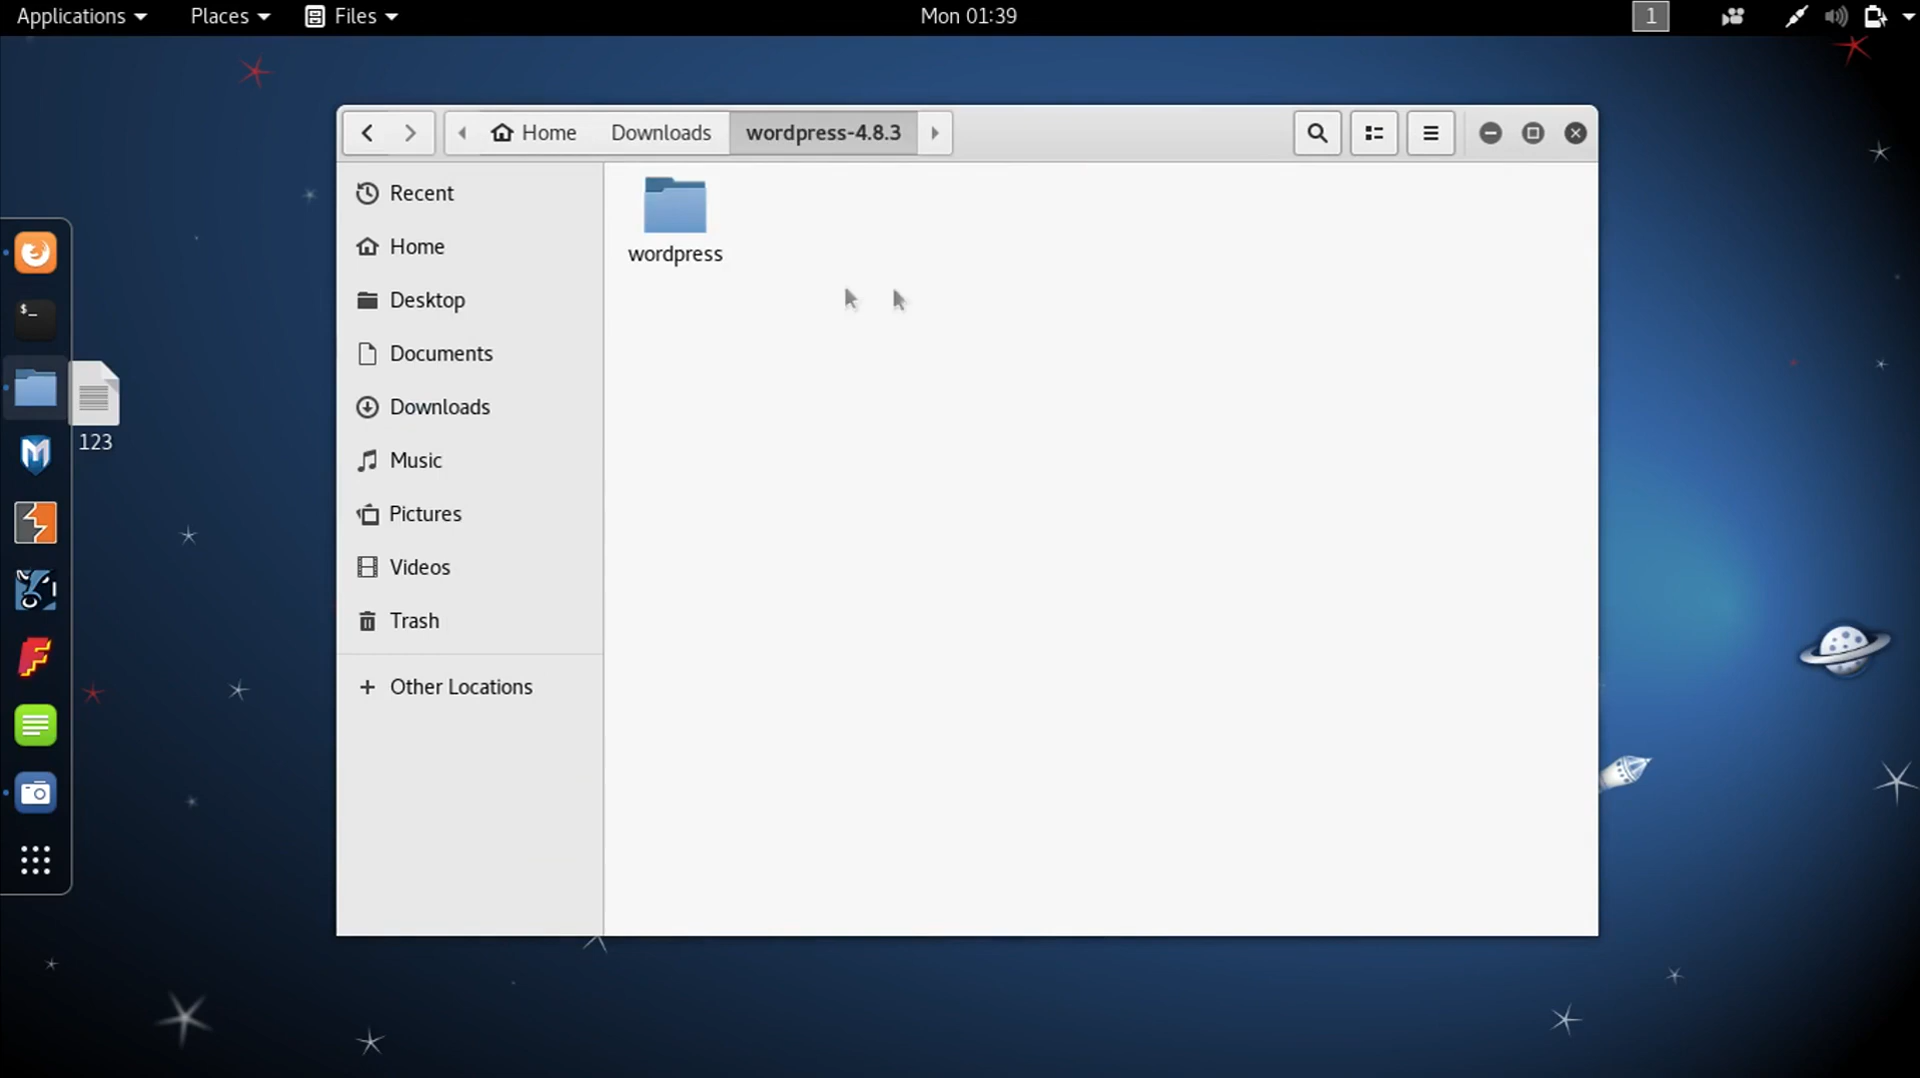 Applications Places Files Mon 01:39 1
Home Downloads wordpress-4.8.3
Recent
wordpress
Home
Desktop
Documents
Downloads
123
Music
Pictures
Videos
Trash
Other Locations